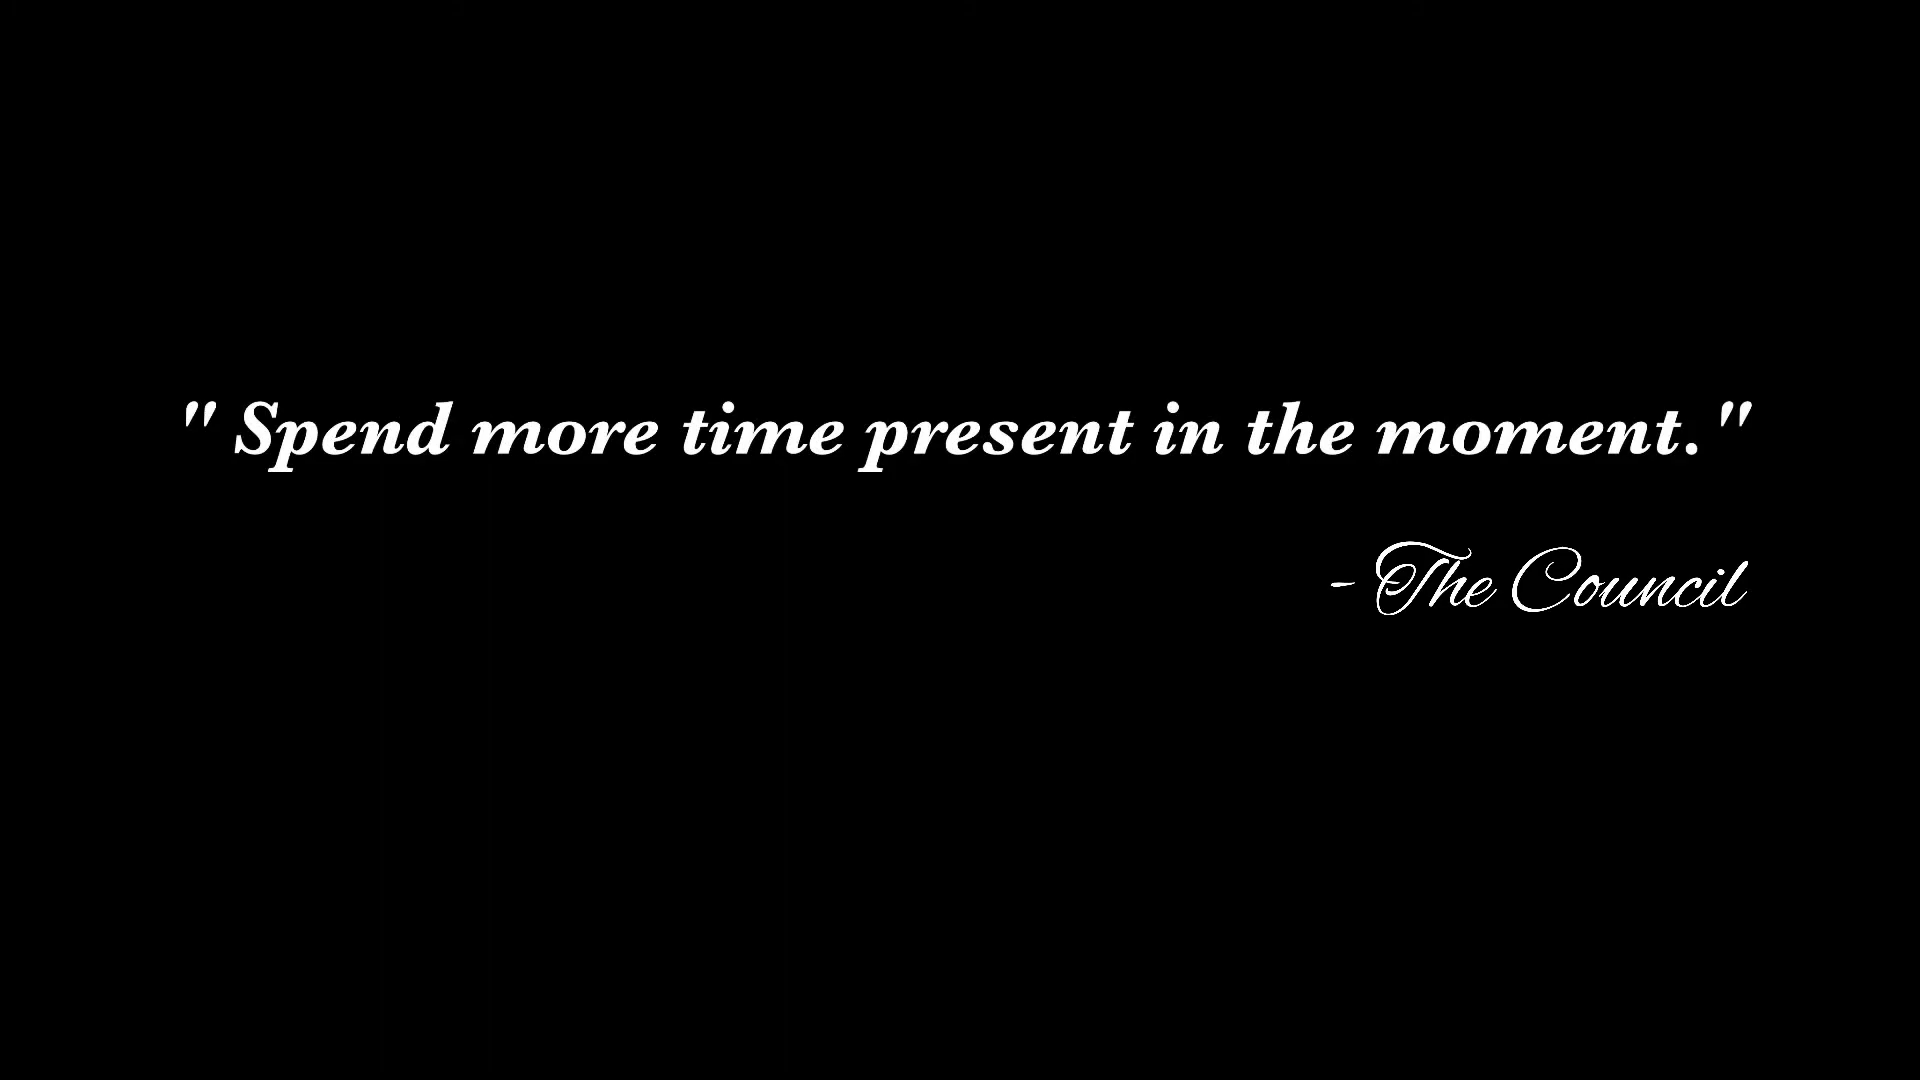 " Spend more time present in the moment."
- The Council